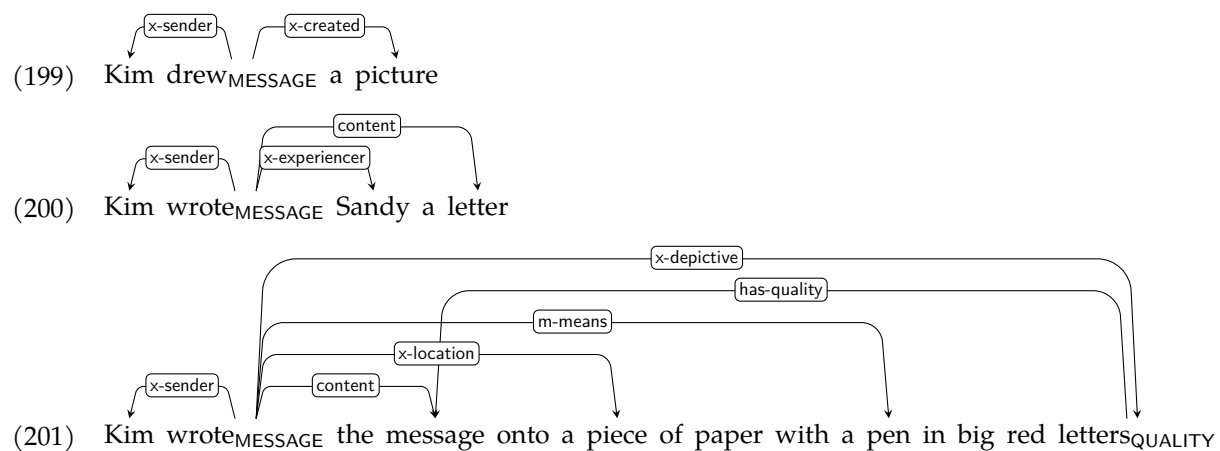 x-sender x-created
(199) Kim drewMESSAGE a picture
content
x-sender x-experiencer
(200) Kim wroteMESSAGE Sandy a letter
x-depictive
has-quality
m-means
x-location
x-sender content
(201) Kim wroteMESSAGE the message onto a piece of paper with a pen in big red lettersQUALITY